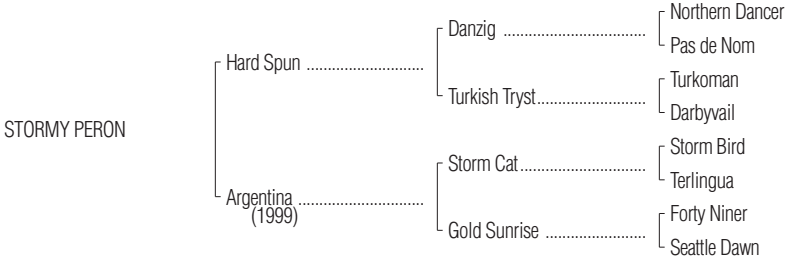 Northern Dancer
Danzig ................................
Pas de Nom
Hard Spun ..........................
Turkoman
Turkish Tryst........................
Darbyvail
STORMY PERON
Storm Bird
Storm Cat............................
Terlingua
Argentina ............................
(1999)
Forty Niner
Gold Sunrise ......................
Seattle Dawn